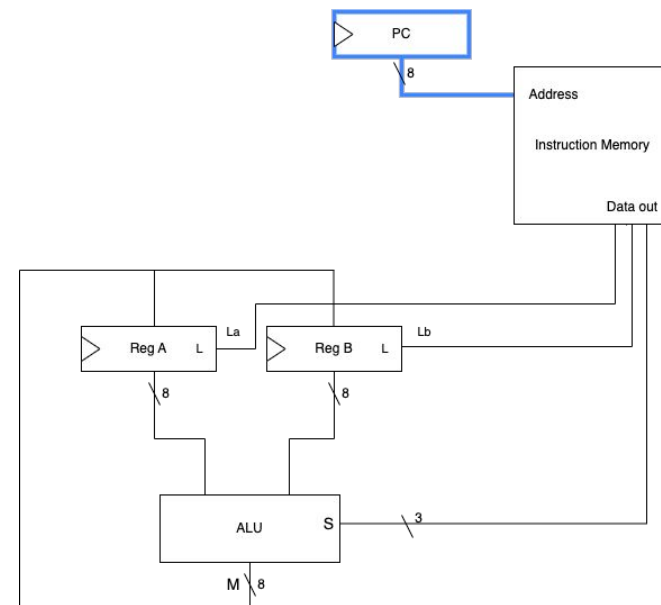 PC
8
Address
Instruction Memory
Data out
La
Lb
Reg A L
Reg B L
8
8
ALU
S
3
M
8